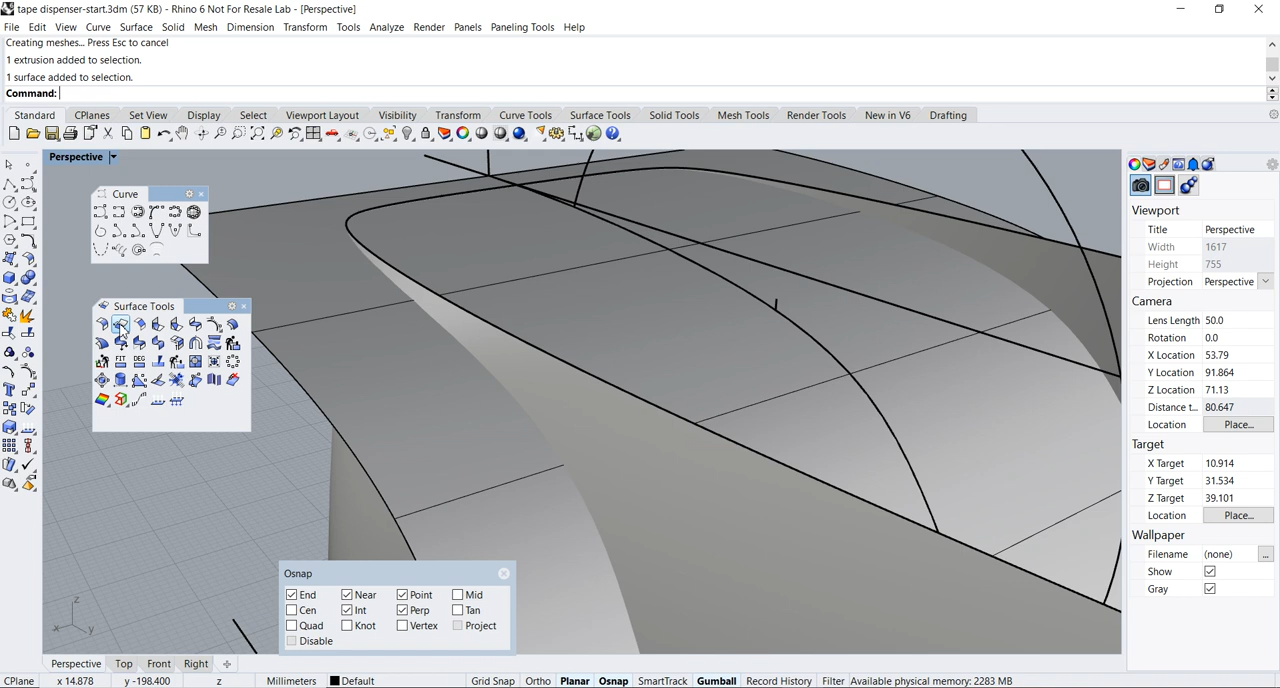 tape dispenser-start.3dm (57 KB) - Rhino 6 Not For Resale Lab - [Perspective]
File Edit View Curve Surface Solid Mesh Dimension Transform Tools Analyze Render Panels Paneling Tools Help
Creating meshes... Press Esc to cancel
1 extrusion added to selection.
1 surface added to selection.
Command:
Standard CPlanes Set View Display Select Viewport Layout Visibility Transform Curve Tools Surface Tools Solid Tools Mesh Tools Render Tools New in V6 Drafting
Perspective
Curve
Surface Tools
FIT DEG
Osnap
End Near Point Mid
Cen Int Perp Tan
Quad Knot Vertex Project
Disable
z
x y
Viewport
Title Perspective
Width 1617
Height 755
Projection Perspective
Camera
Lens Length 50.0
Rotation 0.0
X Location 53.79
Y Location 91.864
Z Location 71.13
Distance t... 80.647
Location Place...
Target
X Target 10.914
Y Target 31.534
Z Target 39.101
Location Place...
Wallpaper
Filename (none) ...
Show
Gray
Perspective Top Front Right
CPlane x 14.878 y -198.400 z Millimeters Default Grid Snap Ortho Planar Osnap SmartTrack Gumball Record History Filter Available physical memory: 2283 MB